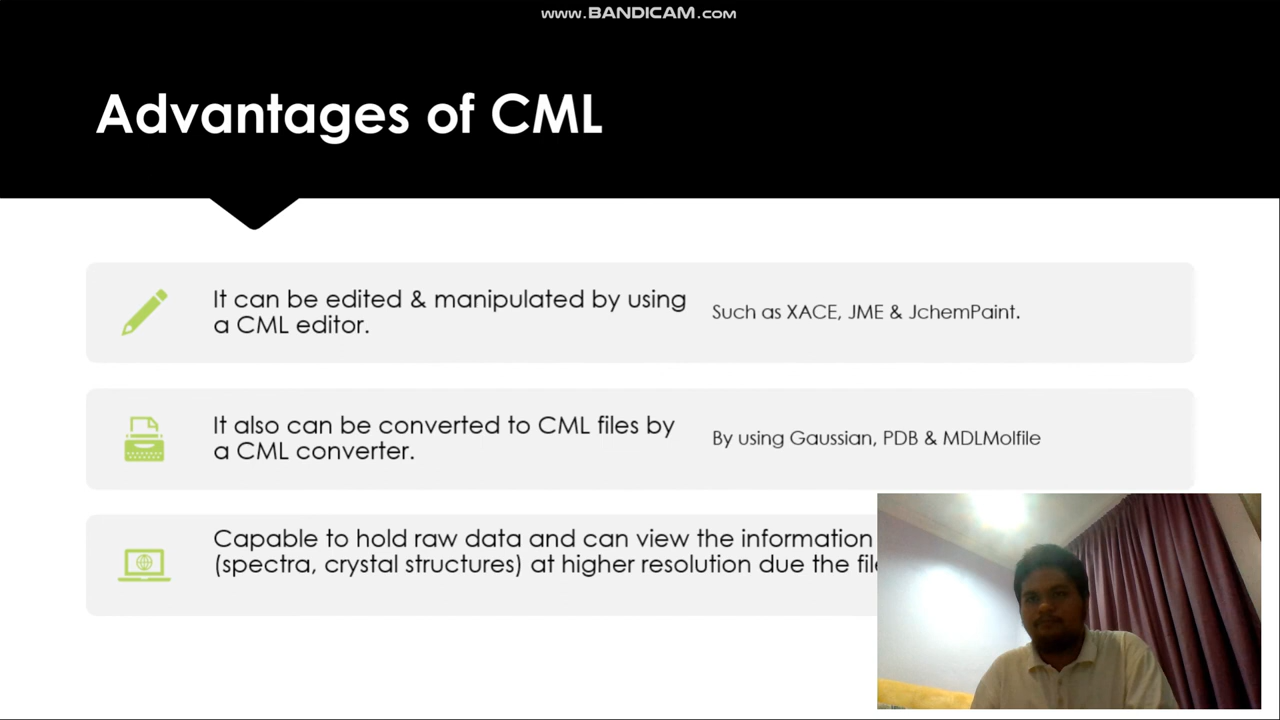 www.BANDICAM.com
Advantages of CML
It can be edited & manipulated by using
a CML editor.
Such as XACE, JME & JchemPaint.
It also can be converted to CML files by
a CML converter.
By using Gaussian, PDB & MDLMolfile
Capable to hold raw data and can view the information
(spectra, crystal structures) at higher resolution due the